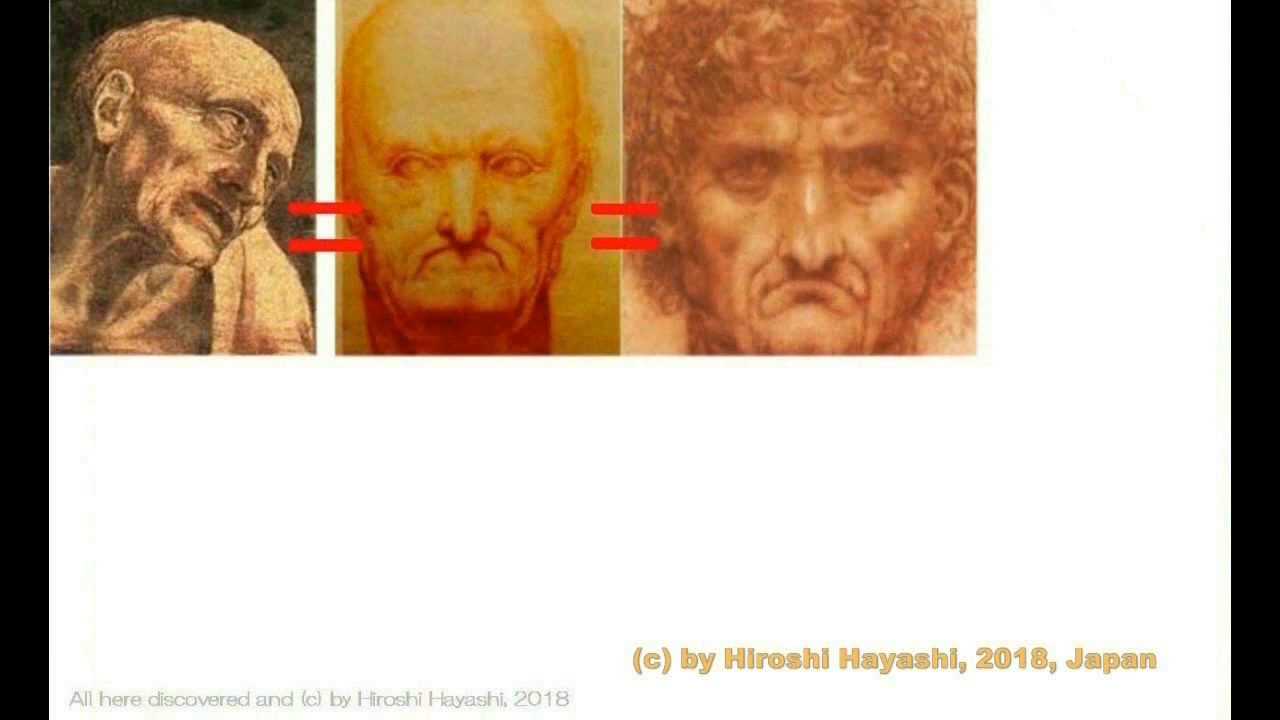 (c) by Hiroshi Hayashi, 2018, Japan
All here discovered and (c) by Hiroshi Hayashi, 2018